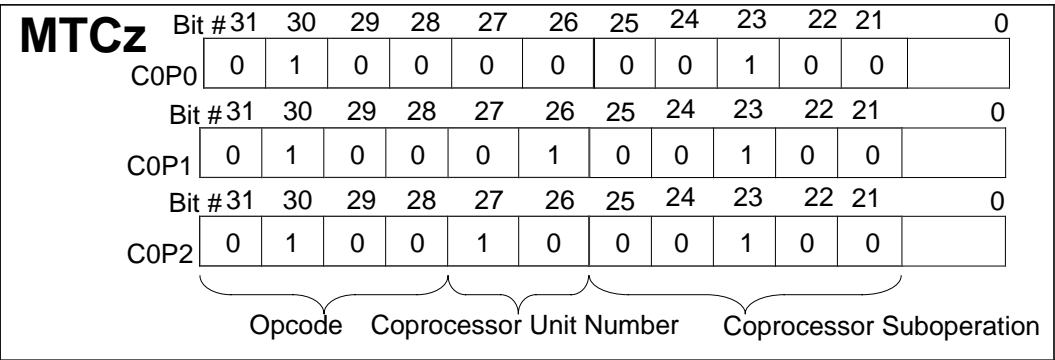 MTCz
Bit # 31 30 29 28 27 26 25 24 23 22 21 0
C0P0 0 1 0 0 0 0 0 0 1 0 0
Bit # 31 30 29 28 27 26 25 24 23 22 21 0
C0P1 0 1 0 0 0 1 0 0 1 0 0
Bit # 31 30 29 28 27 26 25 24 23 22 21 0
C0P2 0 1 0 0 1 0 0 0 1 0 0
Opcode Coprocessor Unit Number Coprocessor Suboperation